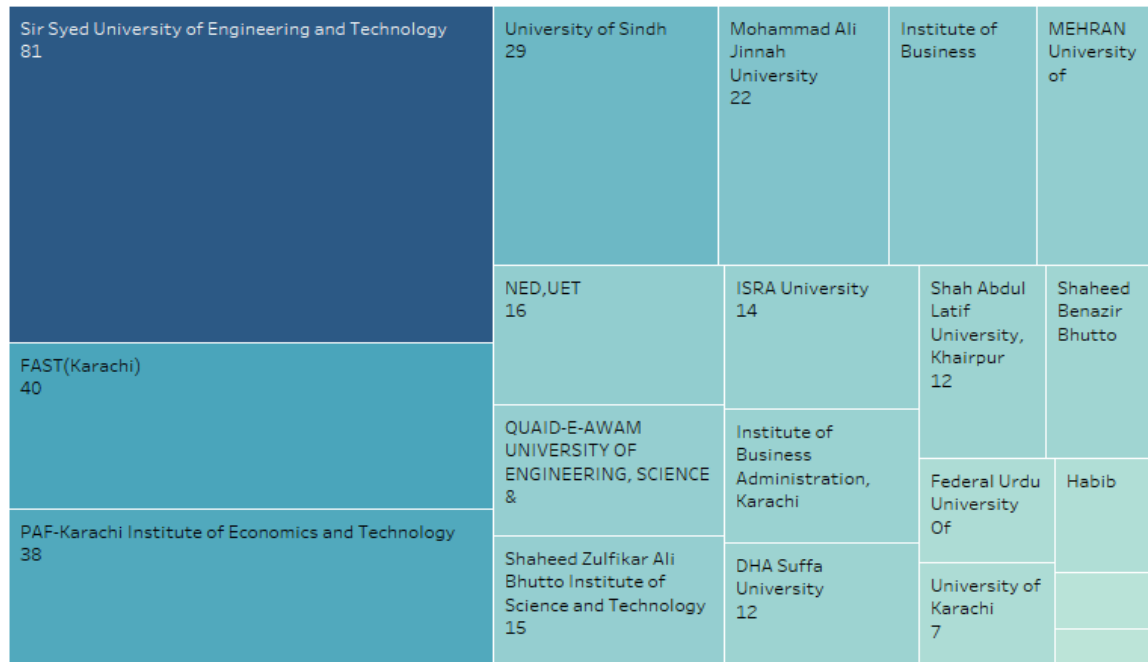 Sir Syed University of Engineering and Technology
81
FAST(Karachi)
40
PAF-Karachi Institute of Economics and Technology
38
University of Sindh
29
Mohammad Ali
Jinnah
University
22
Institute of
Business
MEHRAN
University
of
NED,UET
16
ISRA University
14
Shah Abdul
Latif
University,
Khairpur
12
Shaheed
Benazir
Bhutto
QUAID-E-AWAM
UNIVERSITY OF
ENGINEERING, SCIENCE
&
Institute of
Business
Administration,
Karachi
Federal Urdu
University
Of
Habib
Shaheed Zulfikar Ali
Bhutto Institute of
Science and Technology
15
DHA Suffa
University
12
University of
Karachi
7